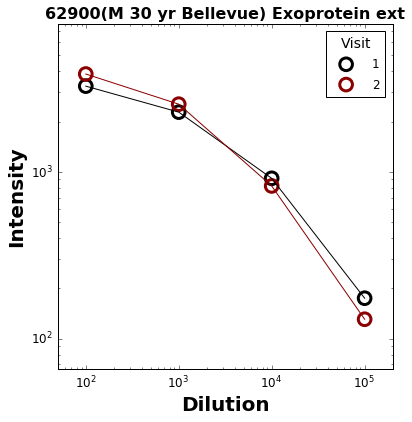 62900(M 30 yr Bellevue) Exoprotein ext
Visit
1
2
Intensity
10³
10²
10² 10³ 10⁴ 10⁵
Dilution